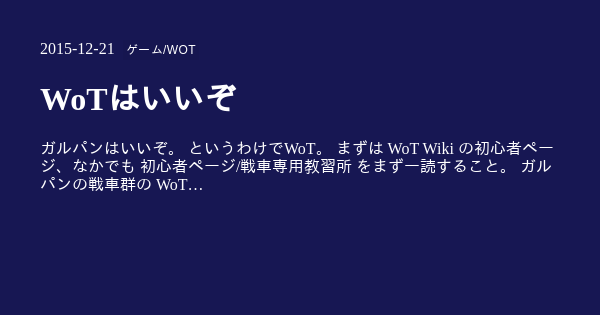 2015-12-21 ゲーム/WOT
WoTはいいぞ
ガルパンはいいぞ。 というわけでWoT。 まずは WoT Wiki の初心者ペー
ジ、なかでも 初心者ページ/戦車専用教習所 をまず一読すること。 ガル
パンの戦車群の WoT…